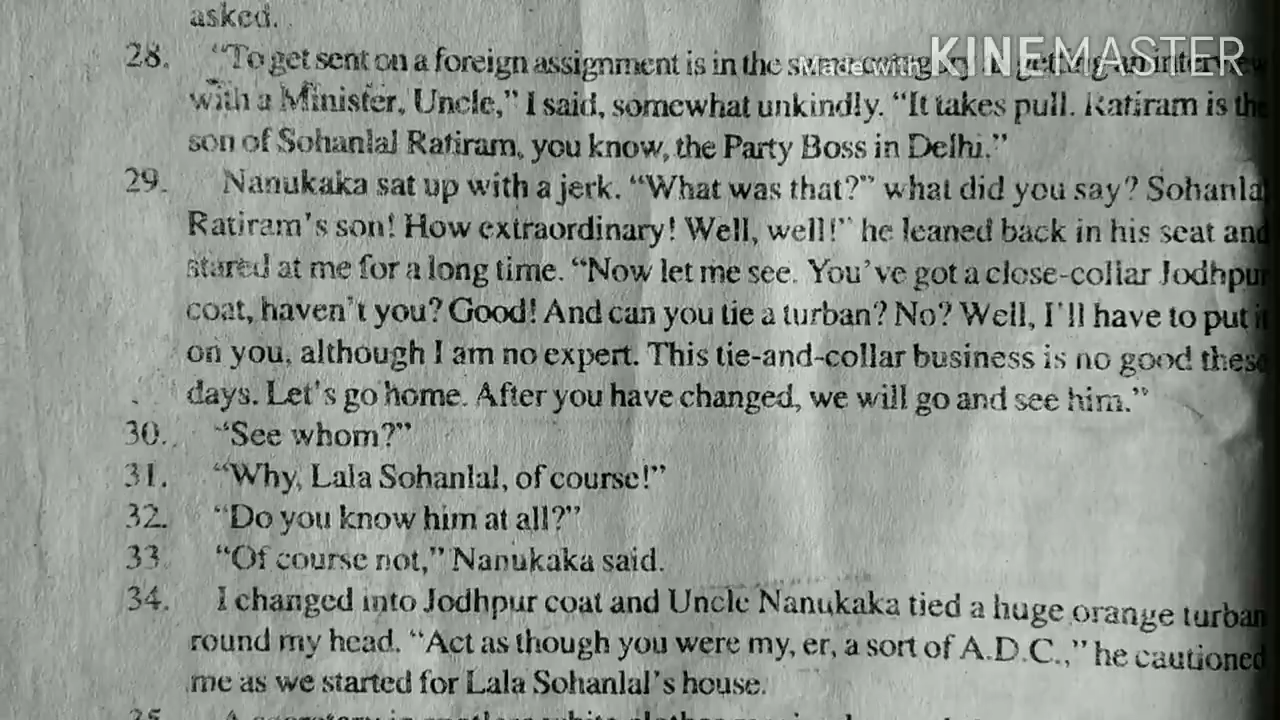 asked.
28. "To get sent on a foreign assignment is in the same category as getting an interview
Made with KINEMASTER
with a Minister, Uncle," I said, somewhat unkindly. "It takes pull. Ratiram is the
son of Sohanlal Ratiram, you know, the Party Boss in Delhi."
29. Nanukaka sat up with a jerk. "What was that?" what did you say? Sohanlal
Ratiram's son! How extraordinary! Well, well!" he leaned back in his seat and
stared at me for a long time. "Now let me see. You've got a close-collar Jodhpur
coat, haven't you? Good! And can you tie a turban? No? Well, I'll have to put it
on you, although I am no expert. This tie-and-collar business is no good these
days. Let's go home. After you have changed, we will go and see him."
30. "See whom?"
31. "Why, Lala Sohanlal, of course!"
32. "Do you know him at all?"
33 "Of course not," Nanukaka said.
34. I changed into Jodhpur coat and Uncle Nanukaka tied a huge orange turban
round my head. "Act as though you were my, er, a sort of A.D.C.," he cautioned
me as we started for Lala Sohanlal's house.
35